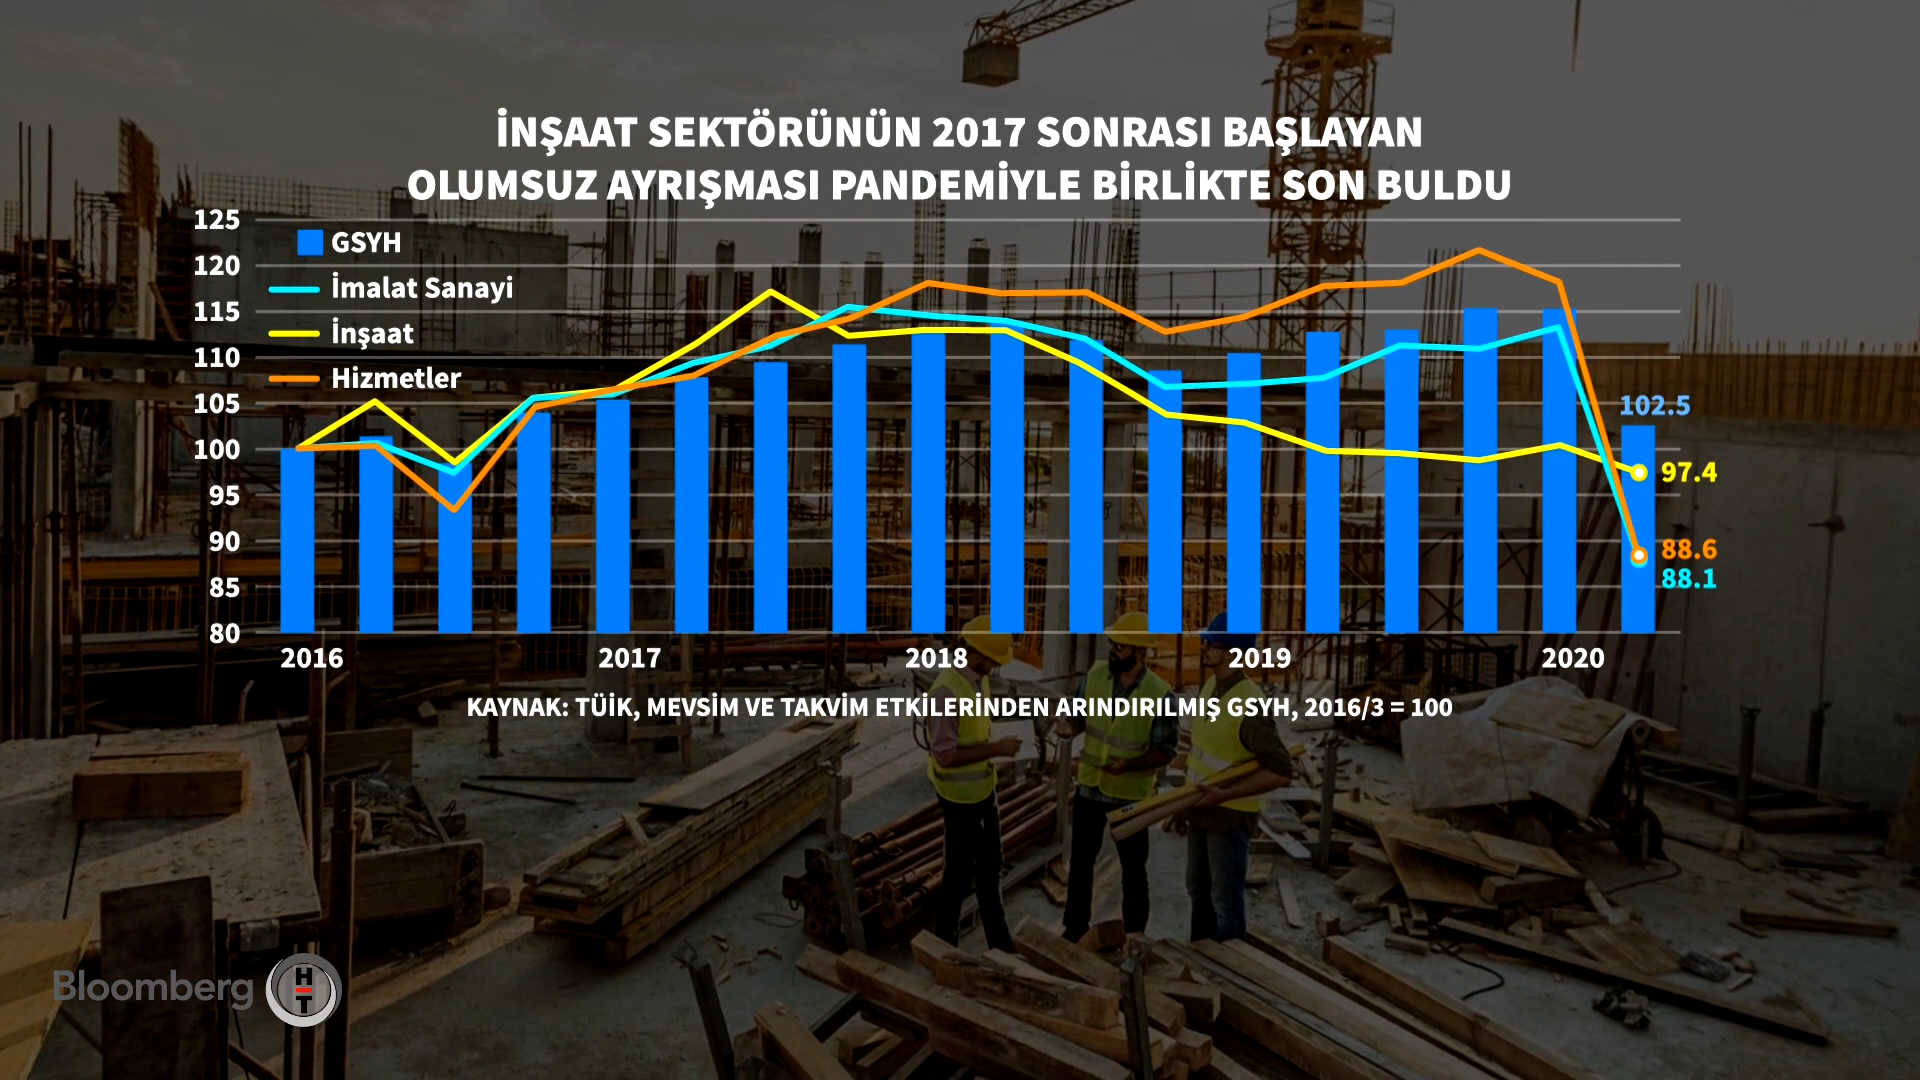 İNŞAAT SEKTÖRÜNÜN 2017 SONRASI BAŞLAYAN
OLUMSUZ AYRIŞMASI PANDEMİYLE BİRLİKTE SON BULDU
125
120
115
110
105
100
95
90
85
80
GSYH
İmalat Sanayi
İnşaat
Hizmetler
102.5
97.4
88.6
88.1
2016 2017 2018 2019 2020
KAYNAK: TÜİK, MEVSİM VE TAKVİM ETKİLERİNDEN ARINDIRILMIŞ GSYH, 2016/3 = 100
Bloomberg HT